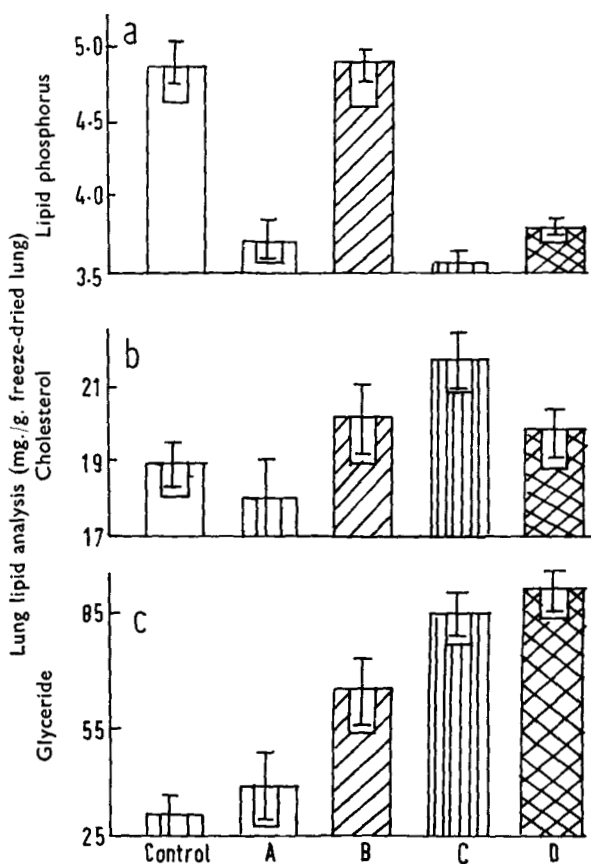 Lung lipid analysis (mg./g. freeze-dried lung)
Lipid phosphorus
a
5·0
4·5
4·0
3·5
Cholesterol
b
21
19
17
Glyceride
c
85
55
25
Control A B C D